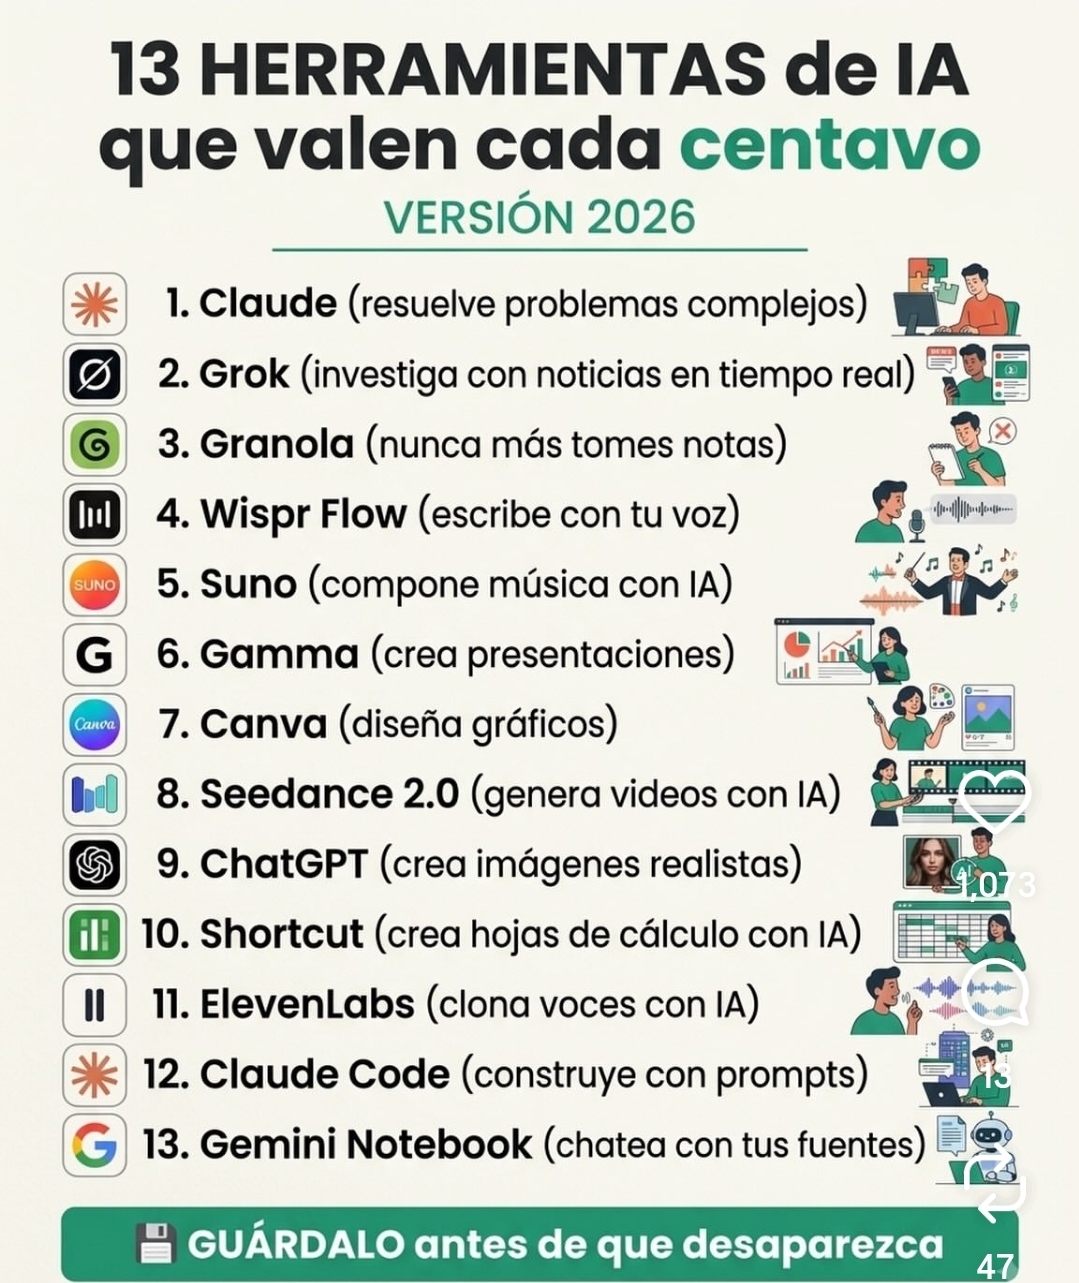 13 HERRAMIENTAS de IA
que valen cada centavo
VERSIÓN 2026
1. Claude (resuelve problemas complejos)
2. Grok (investiga con noticias en tiempo real)
3. Granola (nunca más tomes notas)
4. Wispr Flow (escribe con tu voz)
SUNO
5. Suno (compone música con IA)
G
6. Gamma (crea presentaciones)
Canva
7. Canva (diseña gráficos)
8. Seedance 2.0 (genera videos con IA)
9. ChatGPT (crea imágenes realistas)
AI
1,073
10. Shortcut (crea hojas de cálculo con IA)
11. ElevenLabs (clona voces con IA)
12. Claude Code (construye con prompts)
13
13. Gemini Notebook (chatea con tus fuentes)
GUÁRDALO antes de que desaparezca
47